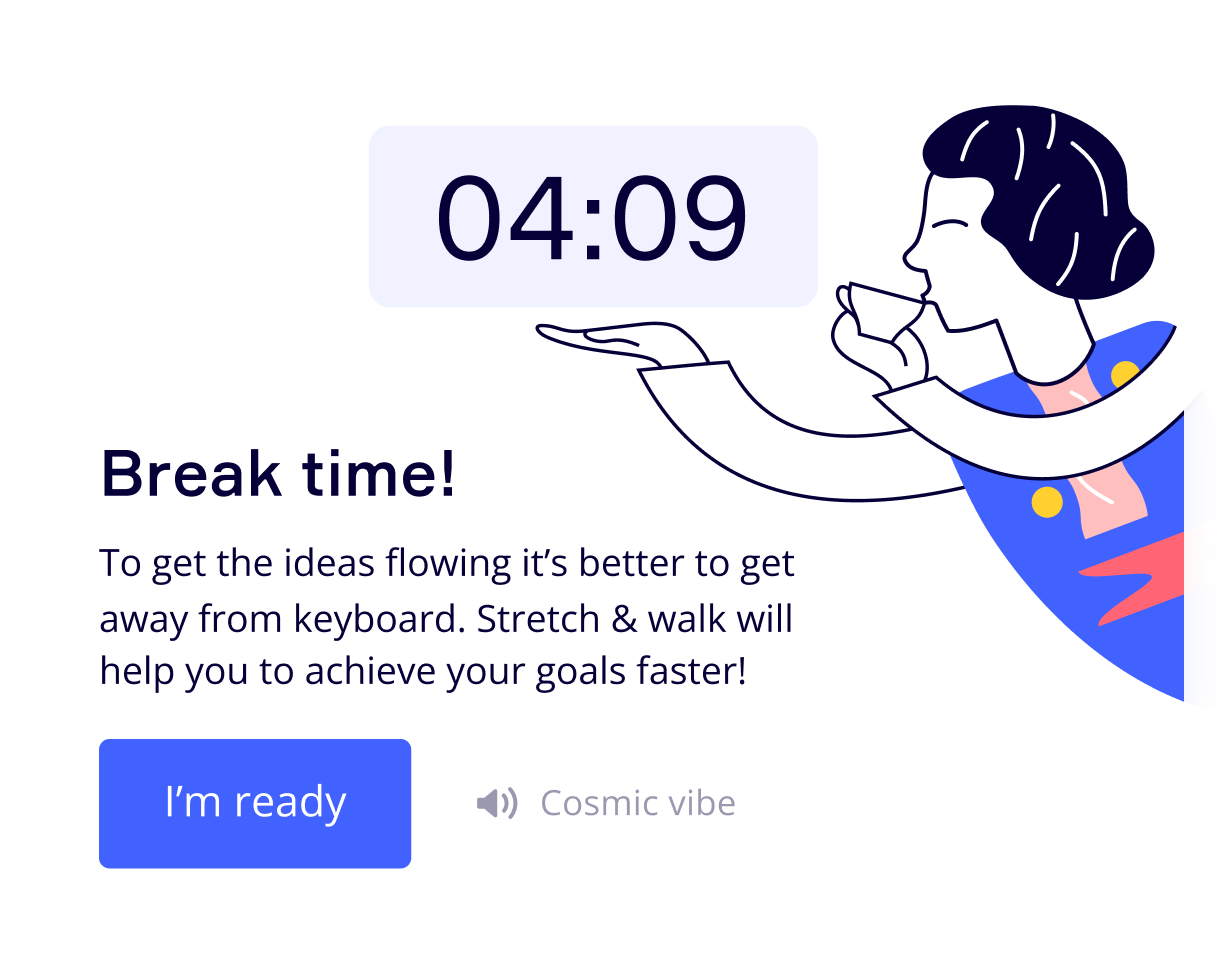 04:09
Break time!
To get the ideas flowing it’s better to get
away from keyboard. Stretch & walk will
help you to achieve your goals faster!
I’m ready
Cosmic vibe